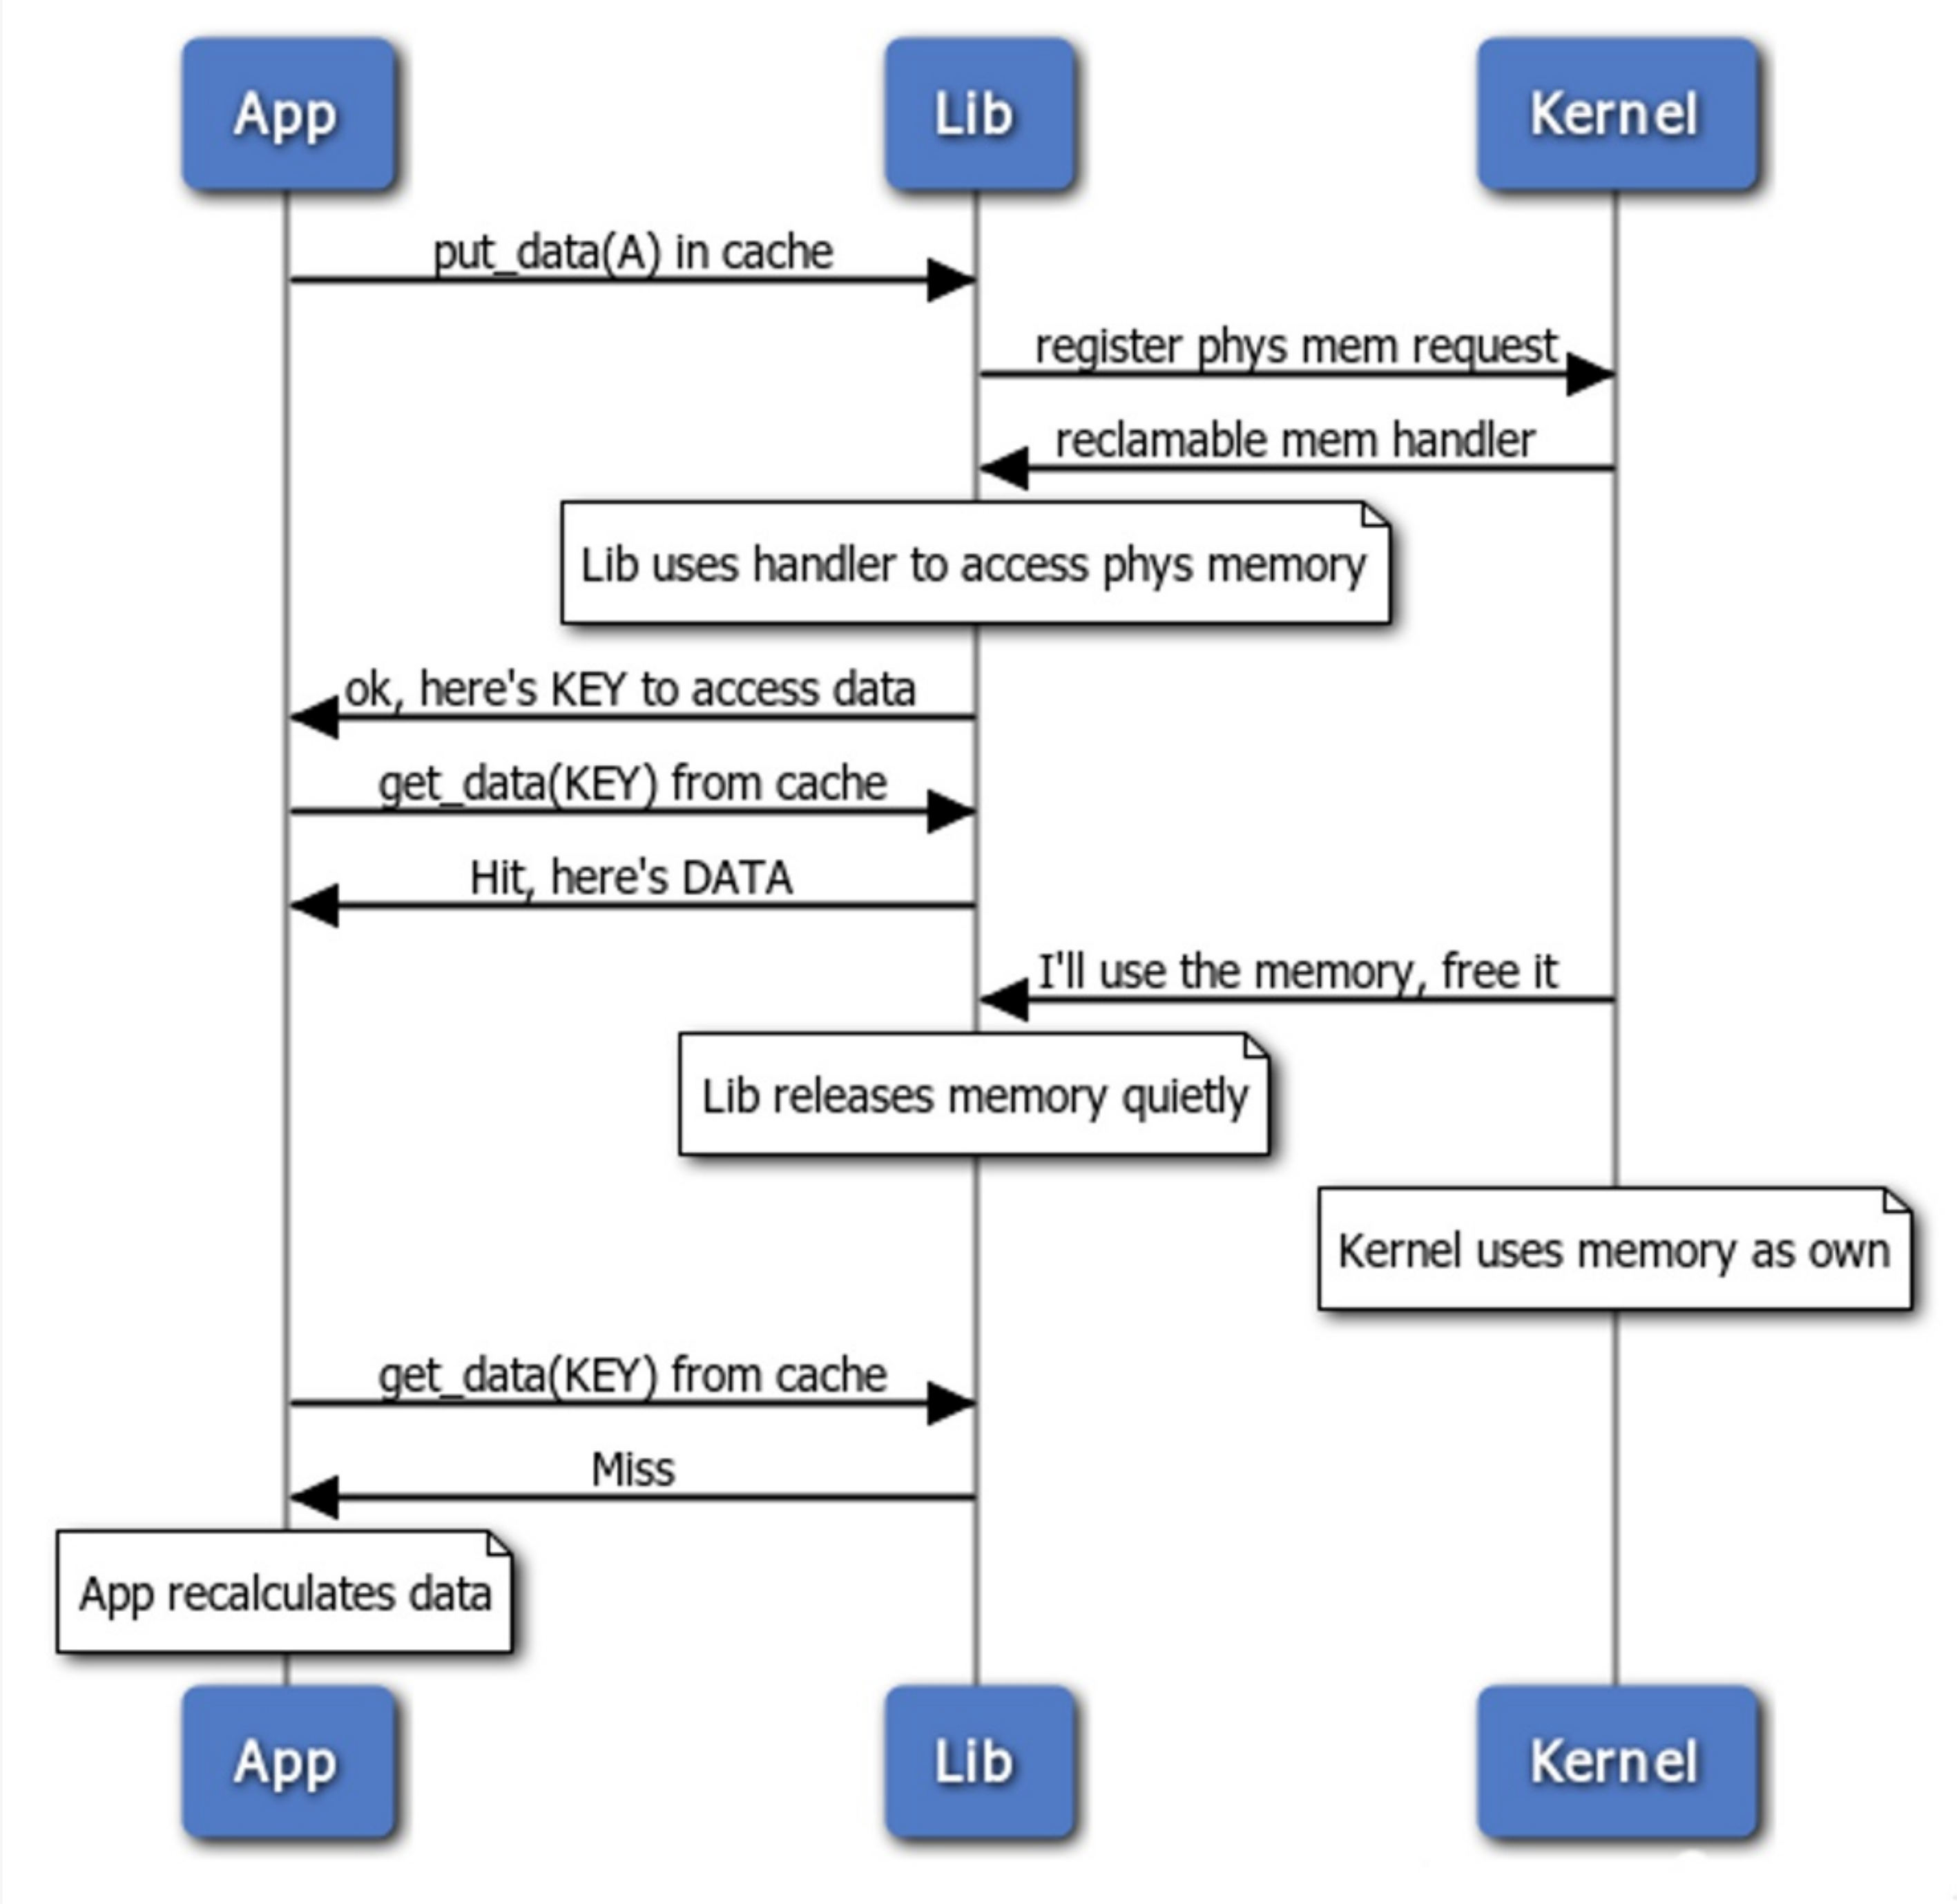 App
Lib
Kernel
put_data(A) in cache
register phys mem request
reclamable mem handler
Lib uses handler to access phys memory
ok, here's KEY to access data
get_data(KEY) from cache
Hit, here's DATA
I'll use the memory, free it
Lib releases memory quietly
Kernel uses memory as own
get_data(KEY) from cache
Miss
App recalculates data
App
Lib
Kernel